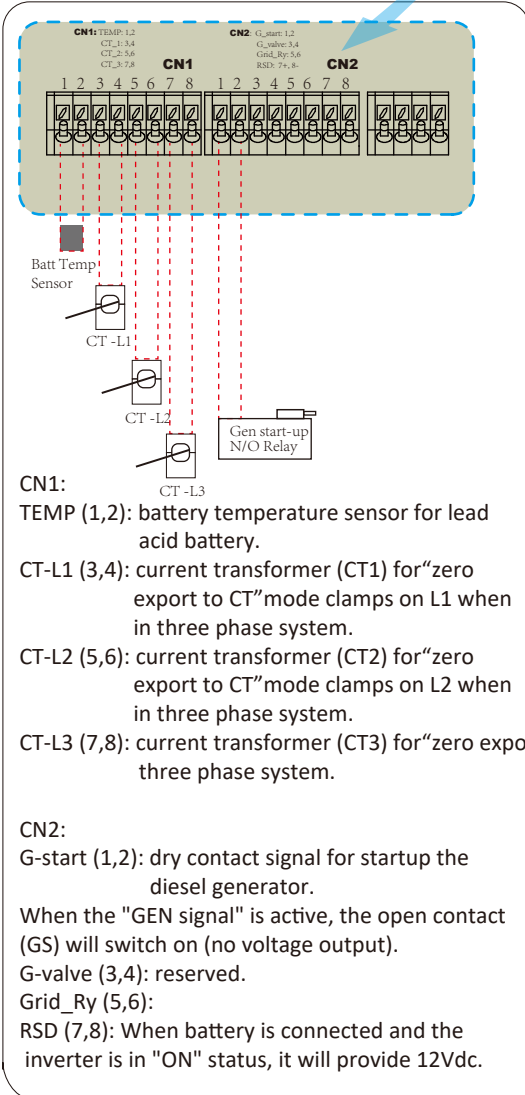 CN1: TEMP: 1,2
CT_1: 3,4
CT_2: 5,6
CT_3: 7,8
CN1
CN2: G_start: 1,2
G_valve: 3,4
Grid_Ry: 5,6
RSD: 7+, 8-
CN2
1 2 3 4 5 6 7 8 1 2 3 4 5 6 7 8
Batt Temp
Sensor
CT -L1
CT -L2
CT -L3
Gen start-up
N/O Relay
CN1:
TEMP (1,2): battery temperature sensor for lead
acid battery.
CT-L1 (3,4): current transformer (CT1) for“zero
export to CT”mode clamps on L1 when
in three phase system.
CT-L2 (5,6): current transformer (CT2) for“zero
export to CT”mode clamps on L2 when
in three phase system.
CT-L3 (7,8): current transformer (CT3) for“zero expo
three phase system.
CN2:
G-start (1,2): dry contact signal for startup the
diesel generator.
When the "GEN signal" is active, the open contact
(GS) will switch on (no voltage output).
G-valve (3,4): reserved.
Grid_Ry (5,6):
RSD (7,8): When battery is connected and the
inverter is in "ON" status, it will provide 12Vdc.